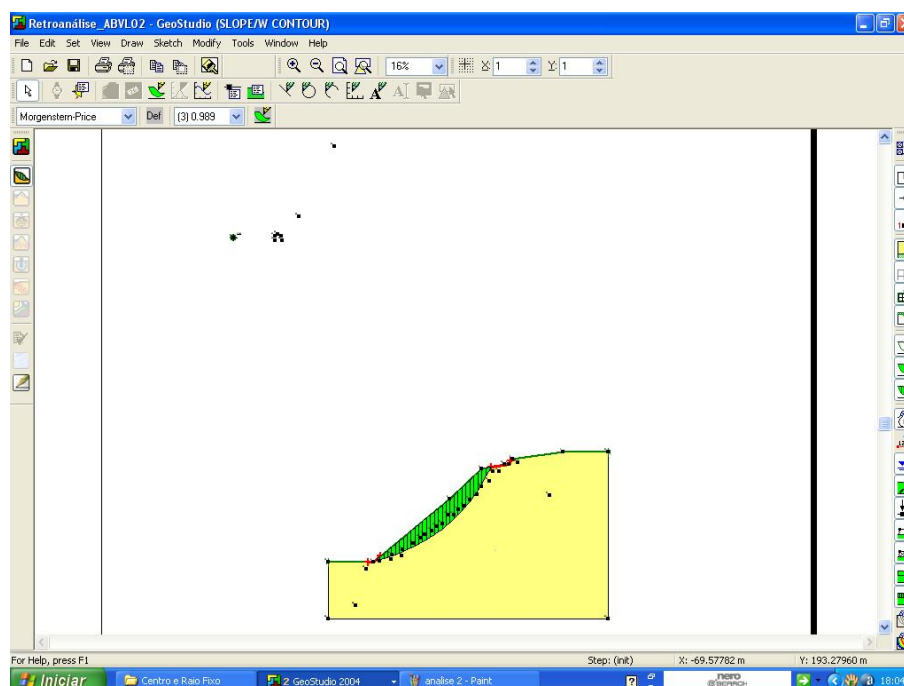 Retroanálise_ABVL02 - GeoStudio (SLOPE/W CONTOUR)
File Edit Set View Draw Sketch Modify Tools Window Help
16% X 1 Y 1
Morgenstern-Price Def (3) 0.989
For Help, press F1 Step: (init) X: -69.57782 m Y: 193.27960 m
Iniciar Centro e Raio Fixo 2 GeoStudio 2004 analise 2 - Paint ? nero SEARCH 18:04